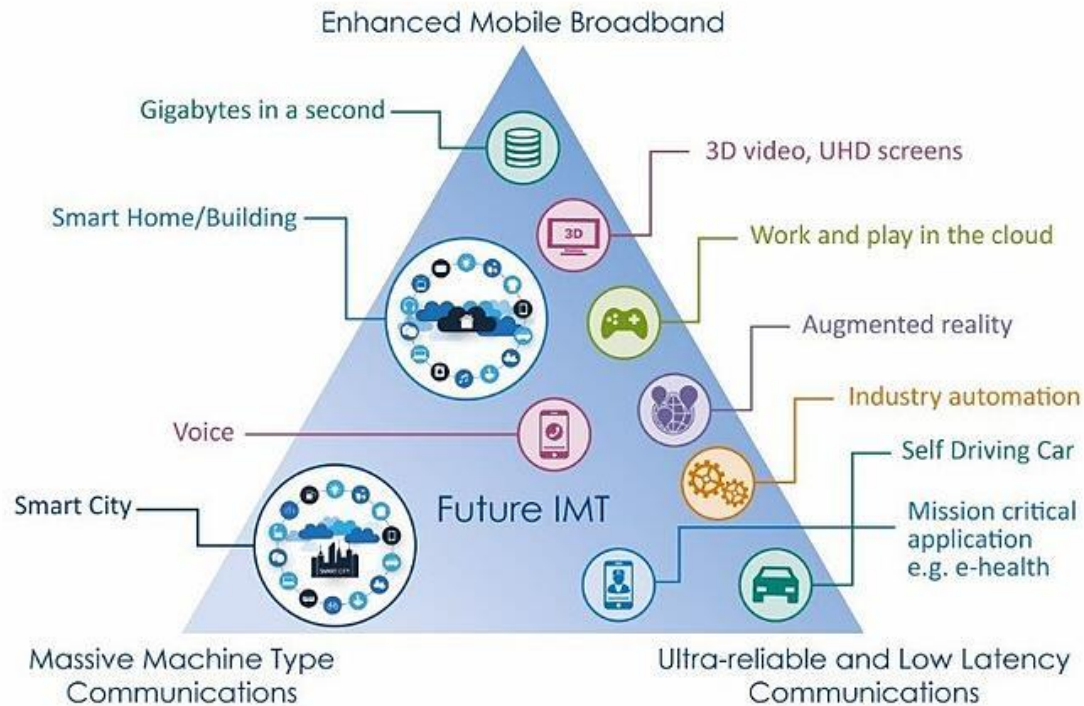 Enhanced Mobile Broadband
Gigabytes in a second
3D video, UHD screens
Smart Home/Building
3D
Work and play in the cloud
Augmented reality
Industry automation
Voice
Self Driving Car
Smart City
Future IMT
Mission critical
application
e.g. e-health
SMART CITY
Massive Machine Type
Communications
Ultra-reliable and Low Latency
Communications